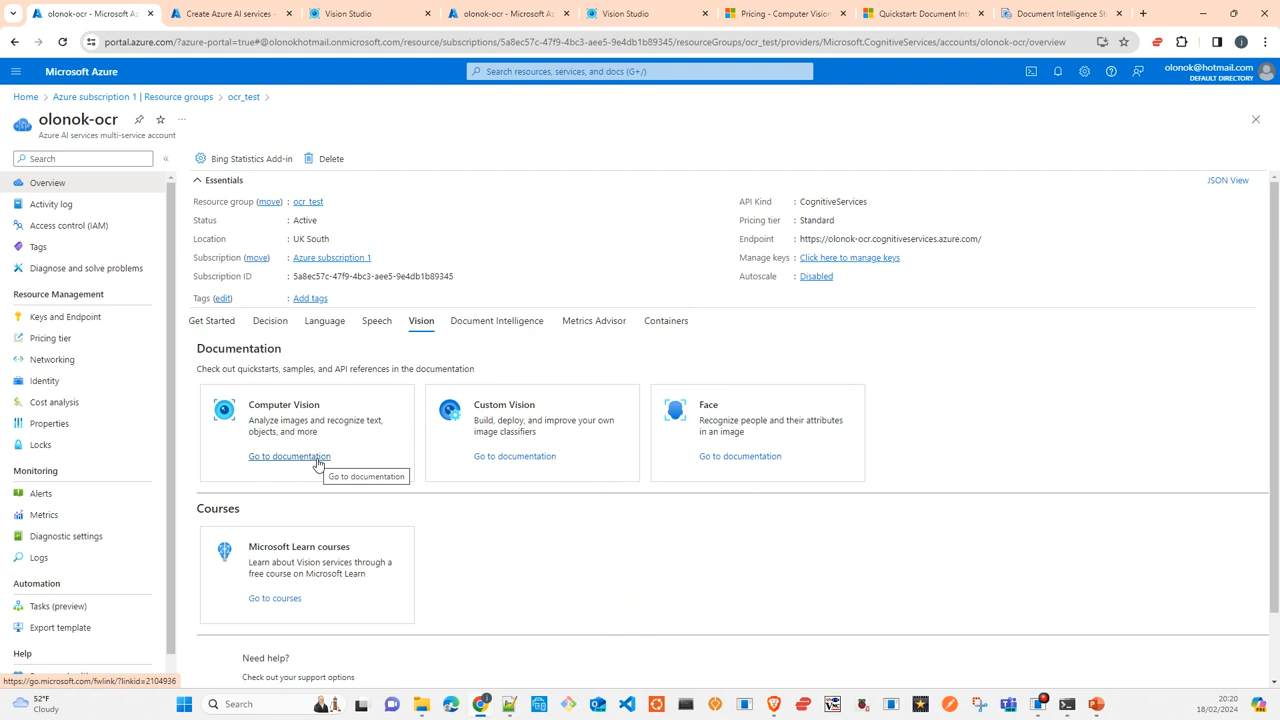 olonok-ocr - Microsoft Az
Create Azure AI services -
Vision Studio
olonok-ocr - Microsoft Az
Vision Studio
Pricing - Computer Vision
Quickstart: Document Int
Document Intelligence St
portal.azure.com/?azure-portal=true#@olonokhotmail.onmicrosoft.com/resource/subscriptions/5a8ec57c-47f9-4bc3-aee5-9e4db1b89345/resourceGroups/ocr_test/providers/Microsoft.CognitiveServices/accounts/olonok-ocr/overview
Microsoft Azure
Search resources, services, and docs (G+/)
olonok@hotmail.com
DEFAULT DIRECTORY
Home > Azure subscription 1 | Resource groups > ocr_test >
olonok-ocr
Azure AI services multi-service account
Search
Bing Statistics Add-in
Delete
Overview
Activity log
Access control (IAM)
Tags
Diagnose and solve problems
Resource Management
Keys and Endpoint
Pricing tier
Networking
Identity
Cost analysis
Properties
Locks
Monitoring
Alerts
Metrics
Diagnostic settings
Logs
Automation
Tasks (preview)
Export template
Help
Essentials
JSON View
Resource group (move) : ocr_test
Status : Active
Location : UK South
Subscription (move) : Azure subscription 1
Subscription ID : 5a8ec57c-47f9-4bc3-aee5-9e4db1b89345
Tags (edit) : Add tags
API Kind : CognitiveServices
Pricing tier : Standard
Endpoint : https://olonok-ocr.cognitiveservices.azure.com/
Manage keys : Click here to manage keys
Autoscale : Disabled
Get Started
Decision
Language
Speech
Vision
Document Intelligence
Metrics Advisor
Containers
Documentation
Check out quickstarts, samples, and API references in the documentation
Computer Vision
Analyze images and recognize text,
objects, and more
Go to documentation
Go to documentation
Custom Vision
Build, deploy, and improve your own
image classifiers
Go to documentation
Face
Recognize people and their attributes
in an image
Go to documentation
Courses
Microsoft Learn courses
Learn about Vision services through a
free course on Microsoft Learn
Go to courses
Need help?
Check out your support options
https://go.microsoft.com/fwlink/?linkid=2104936
52°F
Cloudy
Search
20:20
18/02/2024